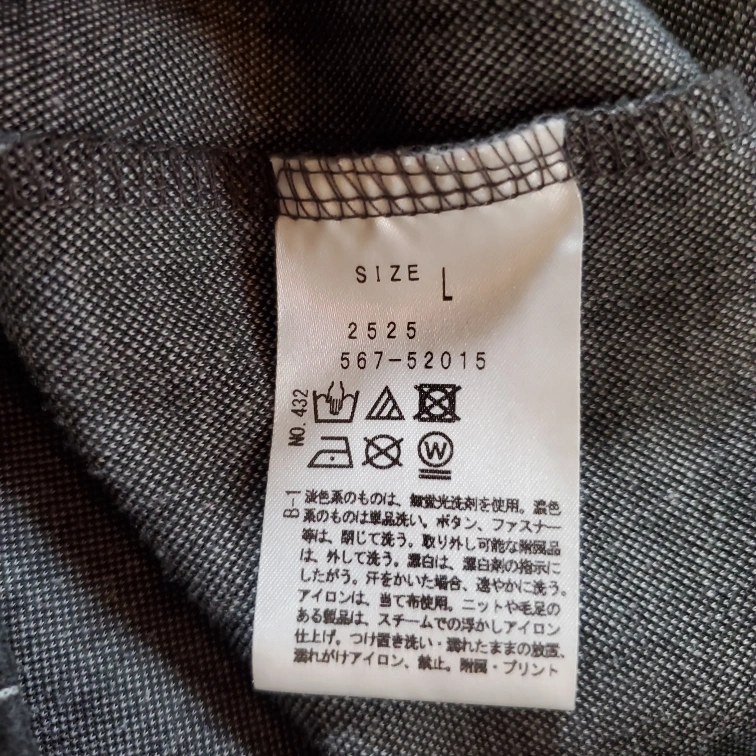 SIZE L
2525
567-52015
NO. 432
B-1
淡色系のものは、無蛍光洗剤を使用。濃色
系のものは単品洗い。ボタン、ファスナー
等は、閉じて洗う。取り外し可能な附属品
は、外して洗う。漂白は、漂白剤の指示に
したがう。汗をかいた場合、速やかに洗う。
アイロンは、当て布使用。ニットや毛足の
ある製品は、スチームでの浮かしアイロン
仕上げ。つけ置き洗い・濡れたままの放置、
濡れがけアイロン、禁止。附属・プリント
W